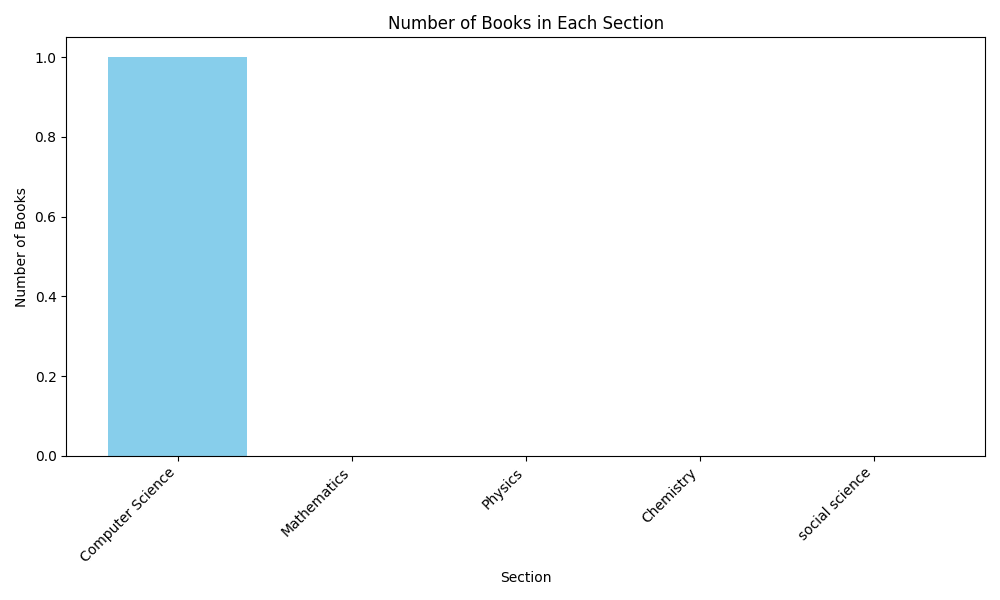 Number of Books in Each Section
Number of Books
1.0
0.8
0.6
0.4
0.2
0.0
Computer Science
Mathematics
Physics
Chemistry
social science
Section